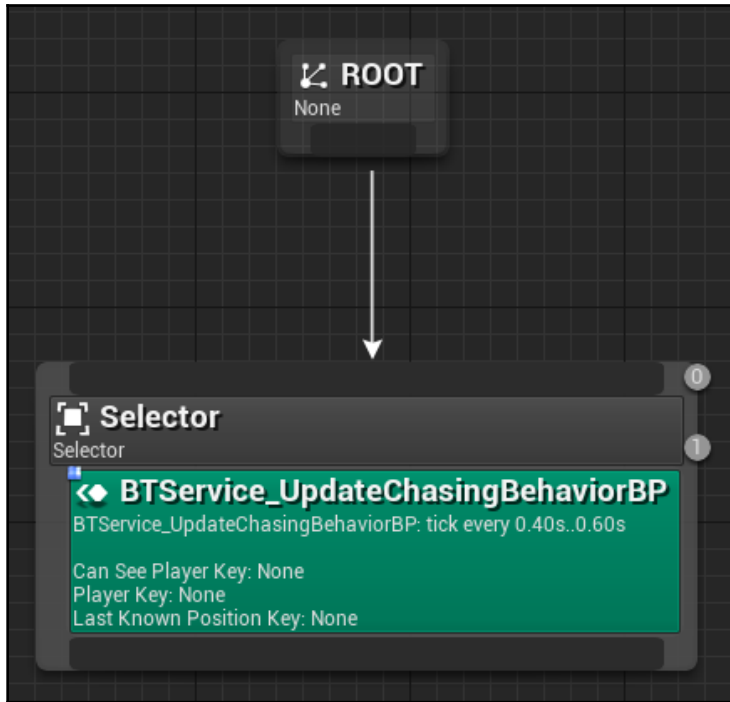 ROOT
None
0
Selector
Selector
1
BTService_UpdateChasingBehaviorBP
BTService_UpdateChasingBehaviorBP: tick every 0.40s..0.60s
Can See Player Key: None
Player Key: None
Last Known Position Key: None